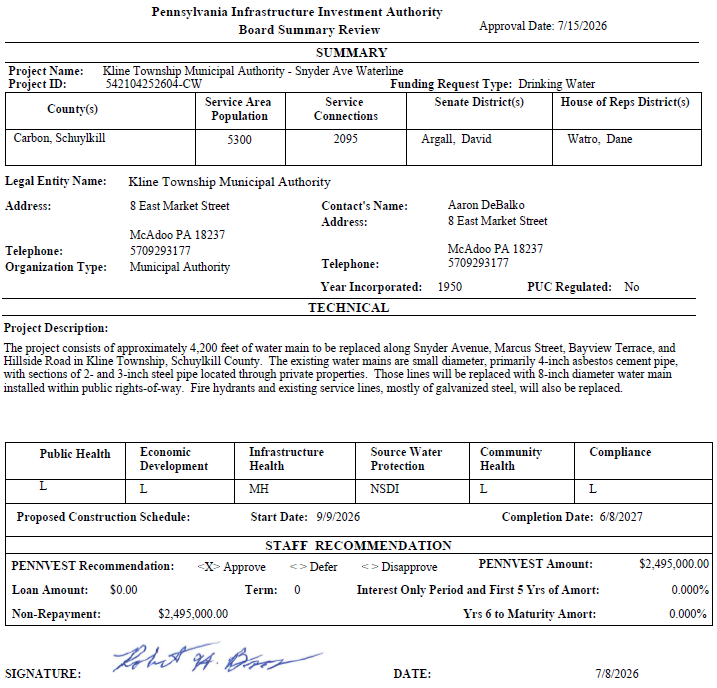 Pennsylvania Infrastructure Investment Authority
Board Summary Review
Approval Date: 7/15/2026
SUMMARY
Project Name: Kline Township Municipal Authority - Snyder Ave Waterline
Project ID: 542104252604-CW Funding Request Type: Drinking Water
County(s) Service Area Population Service Connections Senate District(s) House of Reps District(s)
Carbon, Schuylkill 5300 2095 Argall, David Watro, Dane
Legal Entity Name: Kline Township Municipal Authority
Address: 8 East Market Street Contact's Name: Aaron DeBalko
Address: 8 East Market Street
McAdoo PA 18237 McAdoo PA 18237
Telephone: 5709293177
Organization Type: Municipal Authority Telephone: 5709293177
Year Incorporated: 1950 PUC Regulated: No
TECHNICAL
Project Description:
The project consists of approximately 4,200 feet of water main to be replaced along Snyder Avenue, Marcus Street, Bayview Terrace, and
Hillside Road in Kline Township, Schuylkill County. The existing water mains are small diameter, primarily 4-inch asbestos cement pipe,
with sections of 2- and 3-inch steel pipe located through private properties. Those lines will be replaced with 8-inch diameter water main
installed within public rights-of-way. Fire hydrants and existing service lines, mostly of galvanized steel, will also be replaced.
Public Health Economic Development Infrastructure Health Source Water Protection Community Health Compliance
L L MH NSDI L L
Proposed Construction Schedule: Start Date: 9/9/2026 Completion Date: 6/8/2027
STAFF RECOMMENDATION
PENNVEST Recommendation: <X> Approve < > Defer < > Disapprove PENNVEST Amount: $2,495,000.00
Loan Amount: $0.00 Term: 0 Interest Only Period and First 5 Yrs of Amort: 0.000%
Non-Repayment: $2,495,000.00 Yrs 6 to Maturity Amort: 0.000%
SIGNATURE: DATE: 7/8/2026